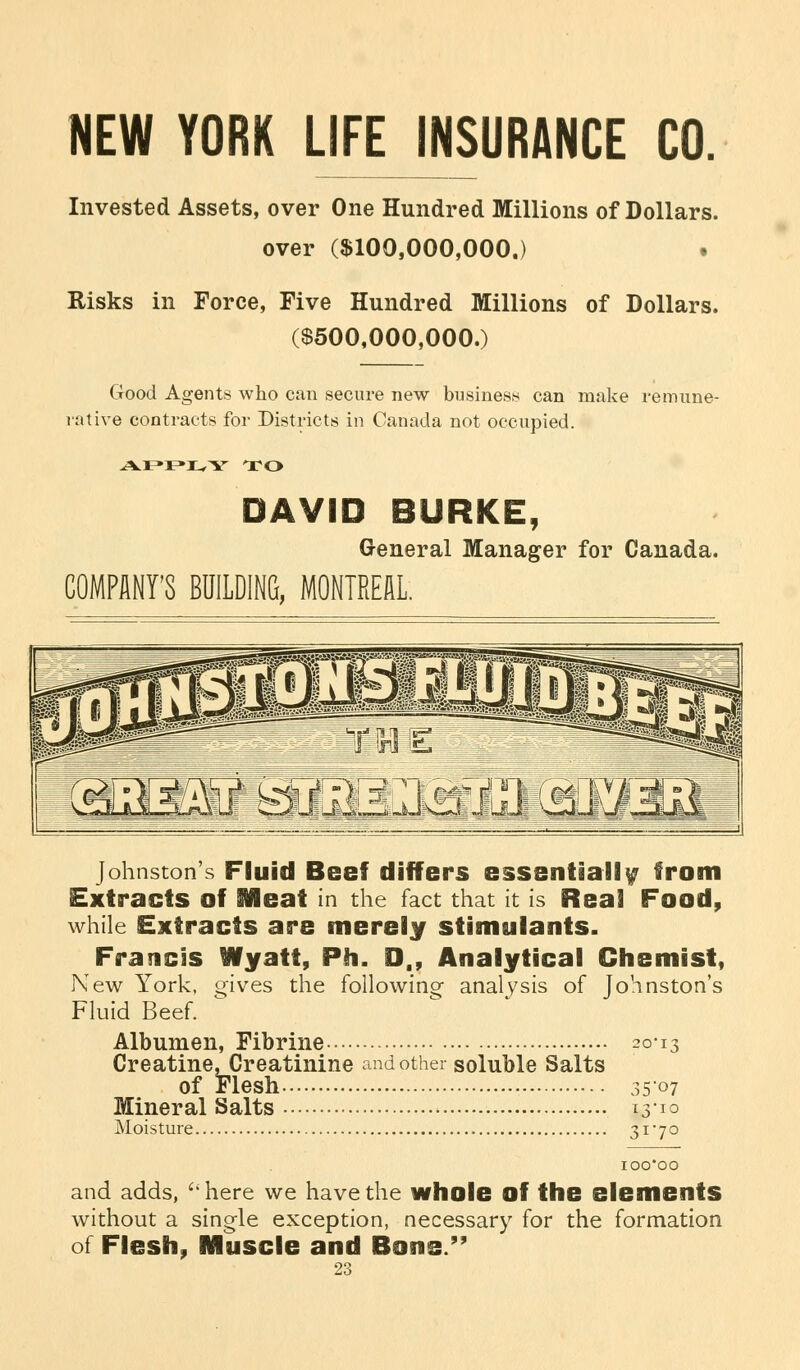 NEW YORK LIFE INSURANCE CO.
Invested Assets, over One Hundred Millions of Dollars.
over ($100,000,000.)
Risks in Force, Five Hundred Millions of Dollars.
($500,000,000.)
Good Agents who can secure new business can make remune-
rative contracts for Districts in Canada not occupied.
APPLY TO
DAVID BURKE,
General Manager for Canada.
COMPANY'S BUILDING, MONTREAL.
JOHNSTON'S FLUID BEEF
THE
GREAT STRENGTH GIVER
Johnston's Fluid Beef differs essentially from
Extracts of Meat in the fact that it is Real Food,
while Extracts are merely stimulants.
Francis Wyatt, Ph. D., Analytical Chemist,
New York, gives the following analysis of Johnston's
Fluid Beef.
Albumen, Fibrine 20·13
Creatine, Creatinine and other soluble Salts
of Flesh 35·07
Mineral Salts 13·10
Moisture 31·70
100·00
and adds, "here we have the whole of the elements
without a single exception, necessary for the formation
of Flesh, Muscle and Bone."
23